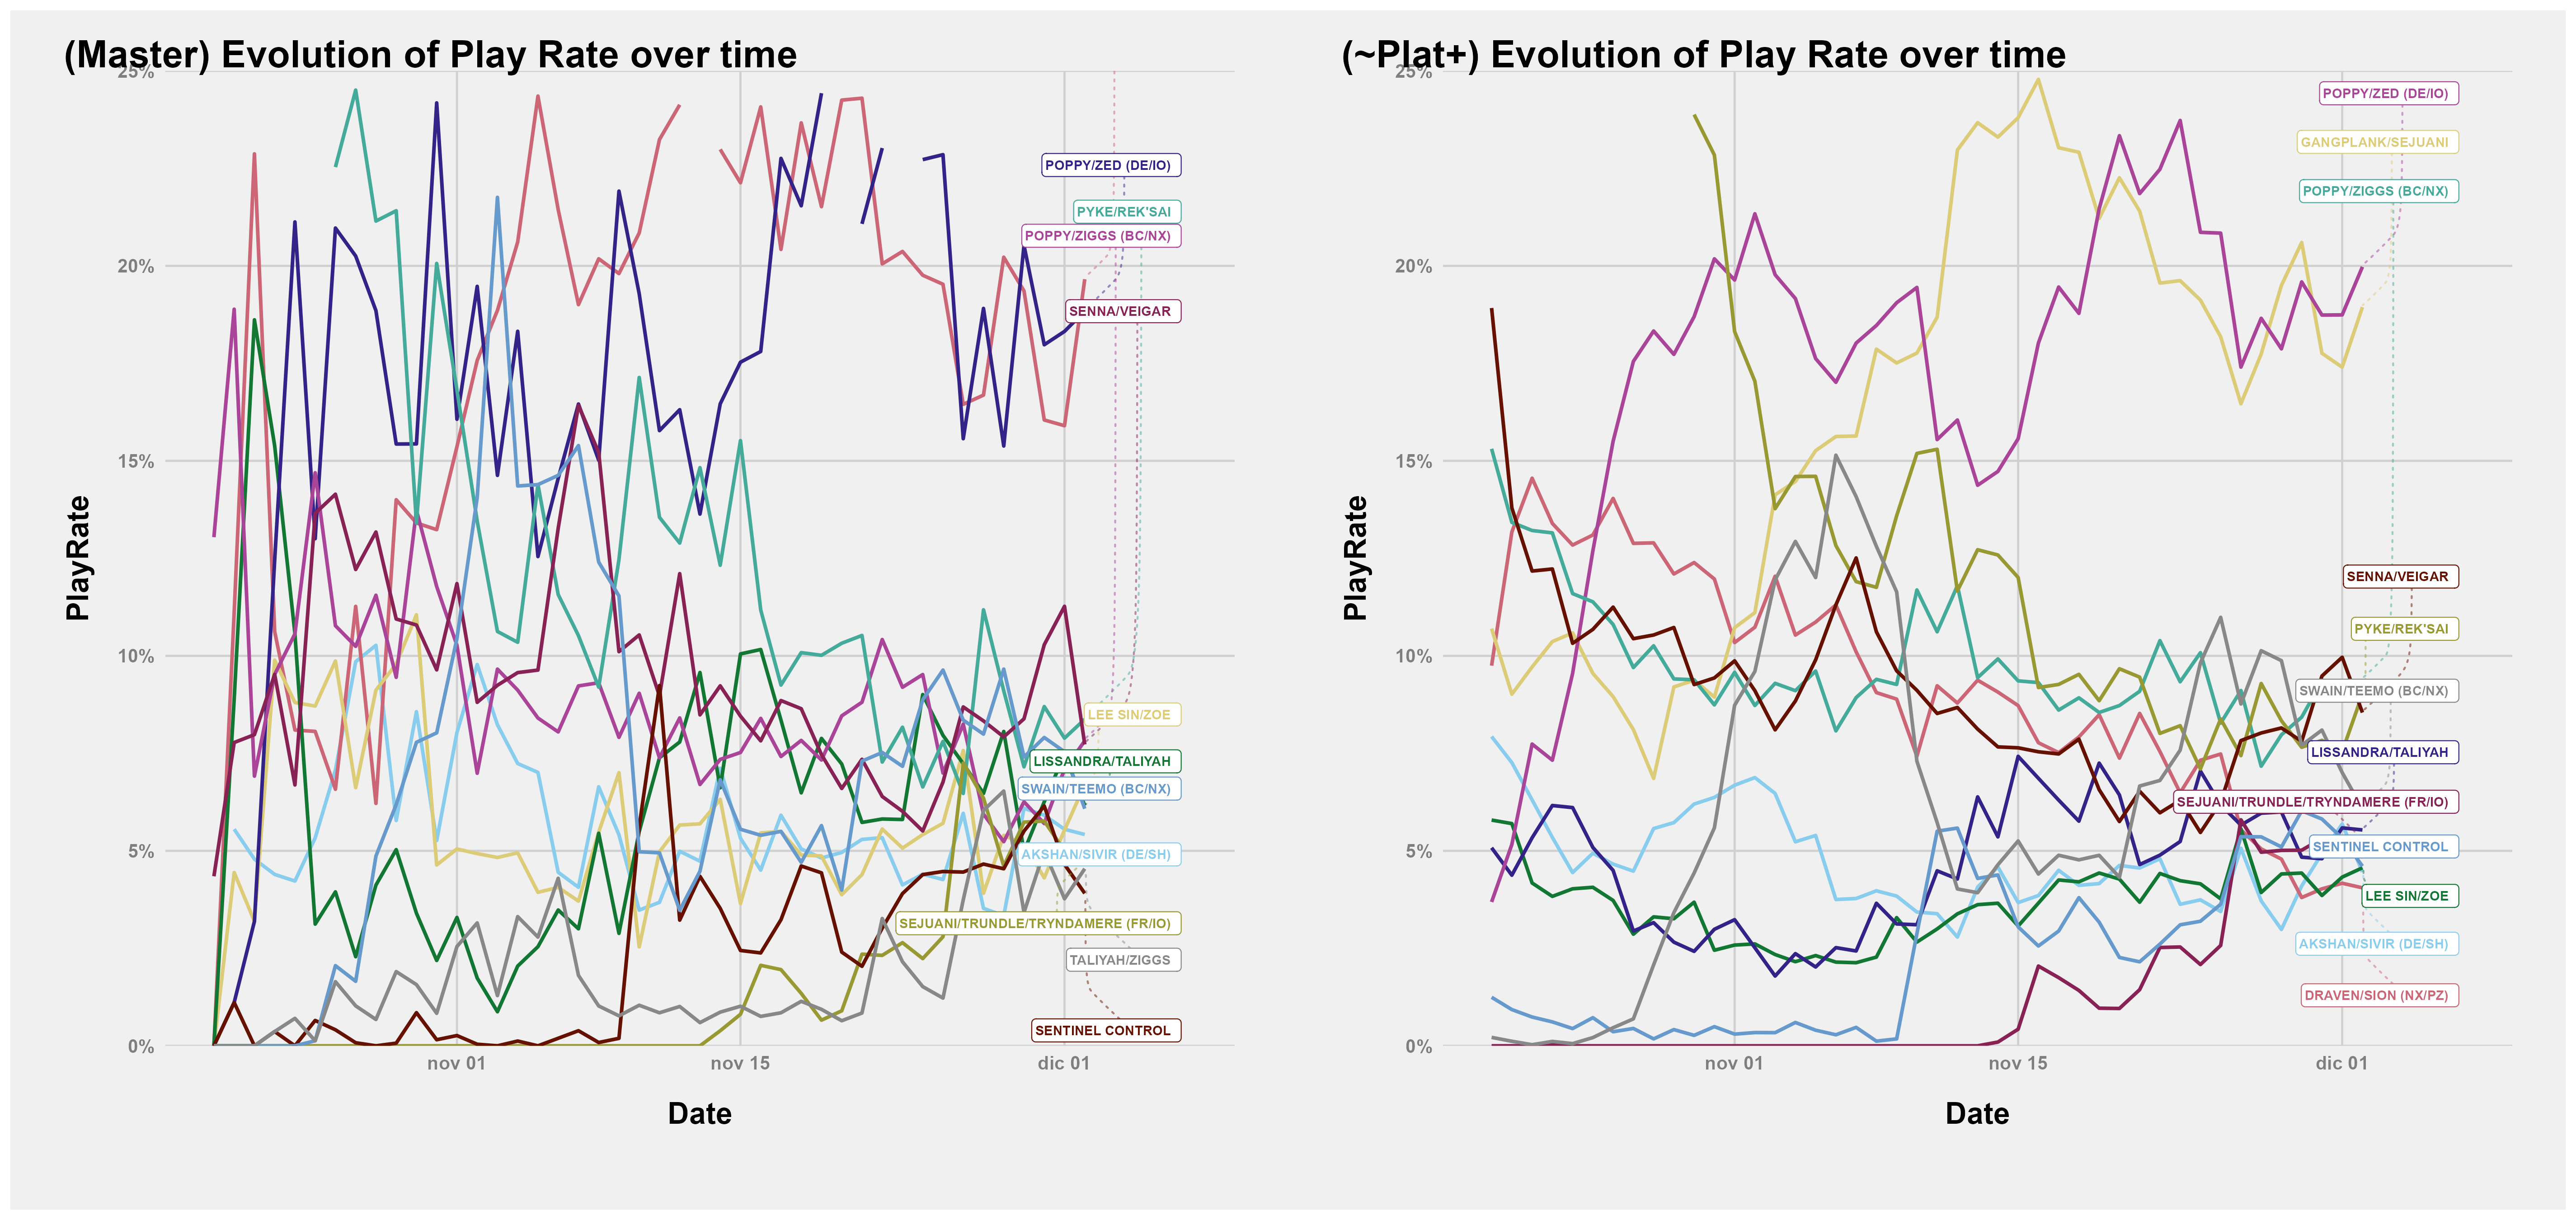 (Master) Evolution of Play Rate over time
25%
20%
15%
10%
5%
0%
PlayRate
nov 01
nov 15
dic 01
Date
POPPY/ZED (DE/IO)
PYKE/REK'SAI
POPPY/ZIGGS (BC/NX)
SENNA/VEIGAR
LEE SIN/ZOE
LISSANDRA/TALIYAH
SWAIN/TEEMO (BC/NX)
AKSHAN/SIVIR (DE/SH)
SEJUANI/TRUNDLE/TRYNDAMERE (FR/IO)
TALIYAH/ZIGGS
SENTINEL CONTROL
(~Plat+) Evolution of Play Rate over time
25%
20%
15%
10%
5%
0%
PlayRate
nov 01
nov 15
dic 01
Date
POPPY/ZED (DE/IO)
GANGPLANK/SEJUANI
POPPY/ZIGGS (BC/NX)
SENNA/VEIGAR
PYKE/REK'SAI
SWAIN/TEEMO (BC/NX)
LISSANDRA/TALIYAH
SEJUANI/TRUNDLE/TRYNDAMERE (FR/IO)
SENTINEL CONTROL
LEE SIN/ZOE
AKSHAN/SIVIR (DE/SH)
DRAVEN/SION (NX/PZ)